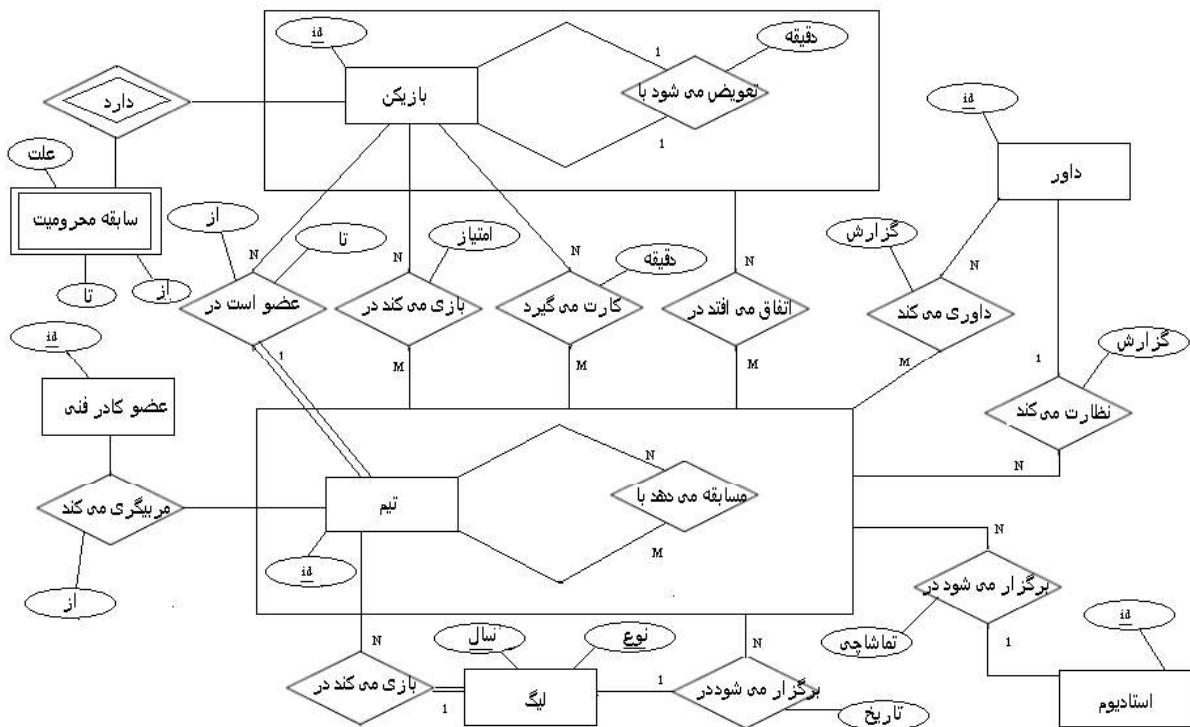 id
دقیقه
1
بازیکن
تعویض می شود با
دارد
id
1
علت
داور
سابقه محرومیت
از
تا
امتیاز
گزارش
دقیقه
N
N
N
N
N
تا
از
عضو است در
بازی می کند در
کارت می گیرد
اتفاق می افتد در
داوری می کند
id
1
گزارش
M
M
M
M
1
عضو کادر فنی
نظارت می کند
N
N
تیم
مسابقه می دهد با
مربیگری می کند
N
M
id
برگزار می شود در
از
id
نوع
سال
تماشاچی
1
N
N
بازی می کند در
1
لیگ
1
برگزار می شوددر
استادیوم
تاریخ